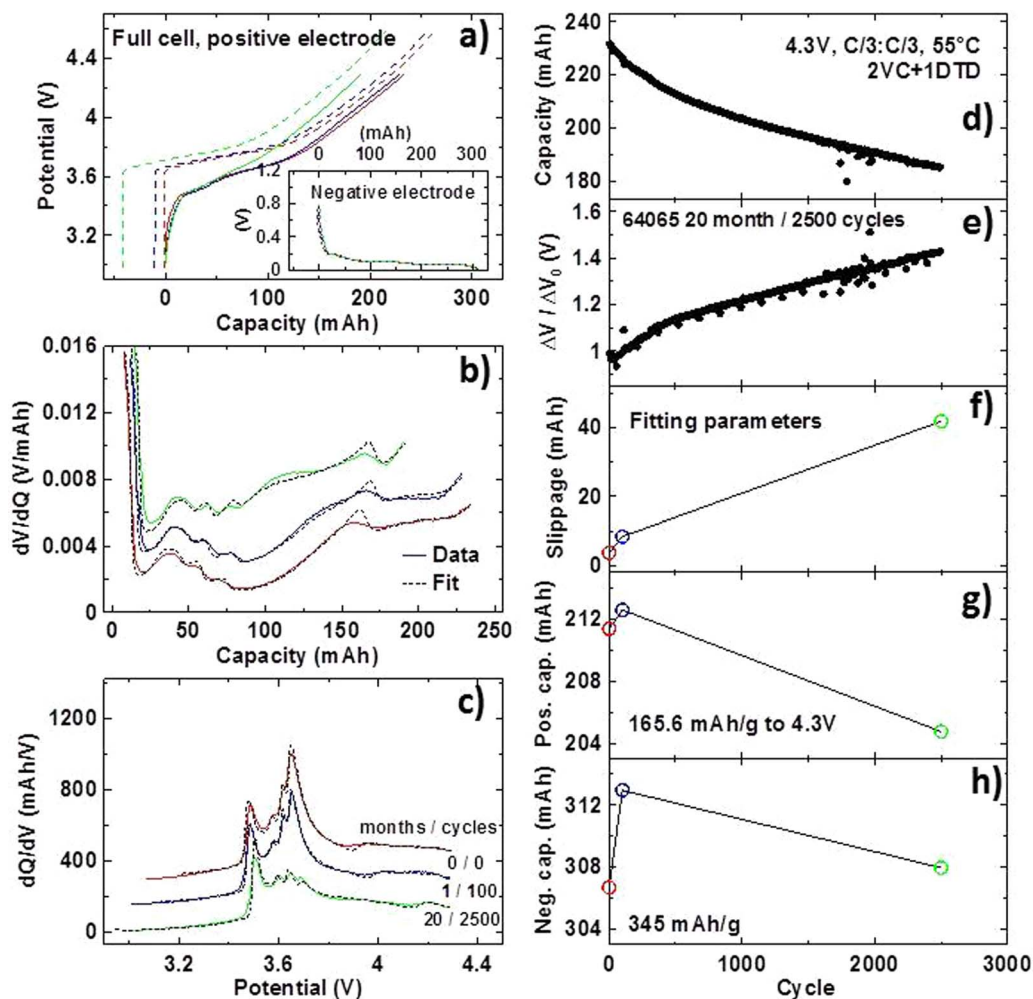 Full cell, positive electrode
a)
4.4
4.0
3.6
3.2
Potential (V)
(mAh)
0 100 200 300
1.2
0.8
0.4
0
(V)
Negative electrode
0 100 200 300
Capacity (mAh)
b)
0.016
0.012
0.008
0.004
0
dV/dQ (V/mAh)
Data
Fit
0 50 100 150 200 250
Capacity (mAh)
c)
1200
800
400
0
dQ/dV (mAh/V)
months / cycles
0 / 0
1 / 100
20 / 2500
3.2 3.6 4 4.4
Potential (V)
0 1000 2000 3000
240
220
200
180
Capacity (mAh)
4.3V, C/3:C/3, 55°C
2VC+1DTD
d)
1.6
1.4
1.2
1
ΔV / ΔV₀ (V)
64065 20 month / 2500 cycles
e)
40
20
0
Slippage (mAh)
Fitting parameters
f)
212
208
204
Pos. cap. (mAh)
165.6 mAh/g to 4.3V
g)
312
308
304
Neg. cap. (mAh)
345 mAh/g
h)
0 1000 2000 3000
Cycle